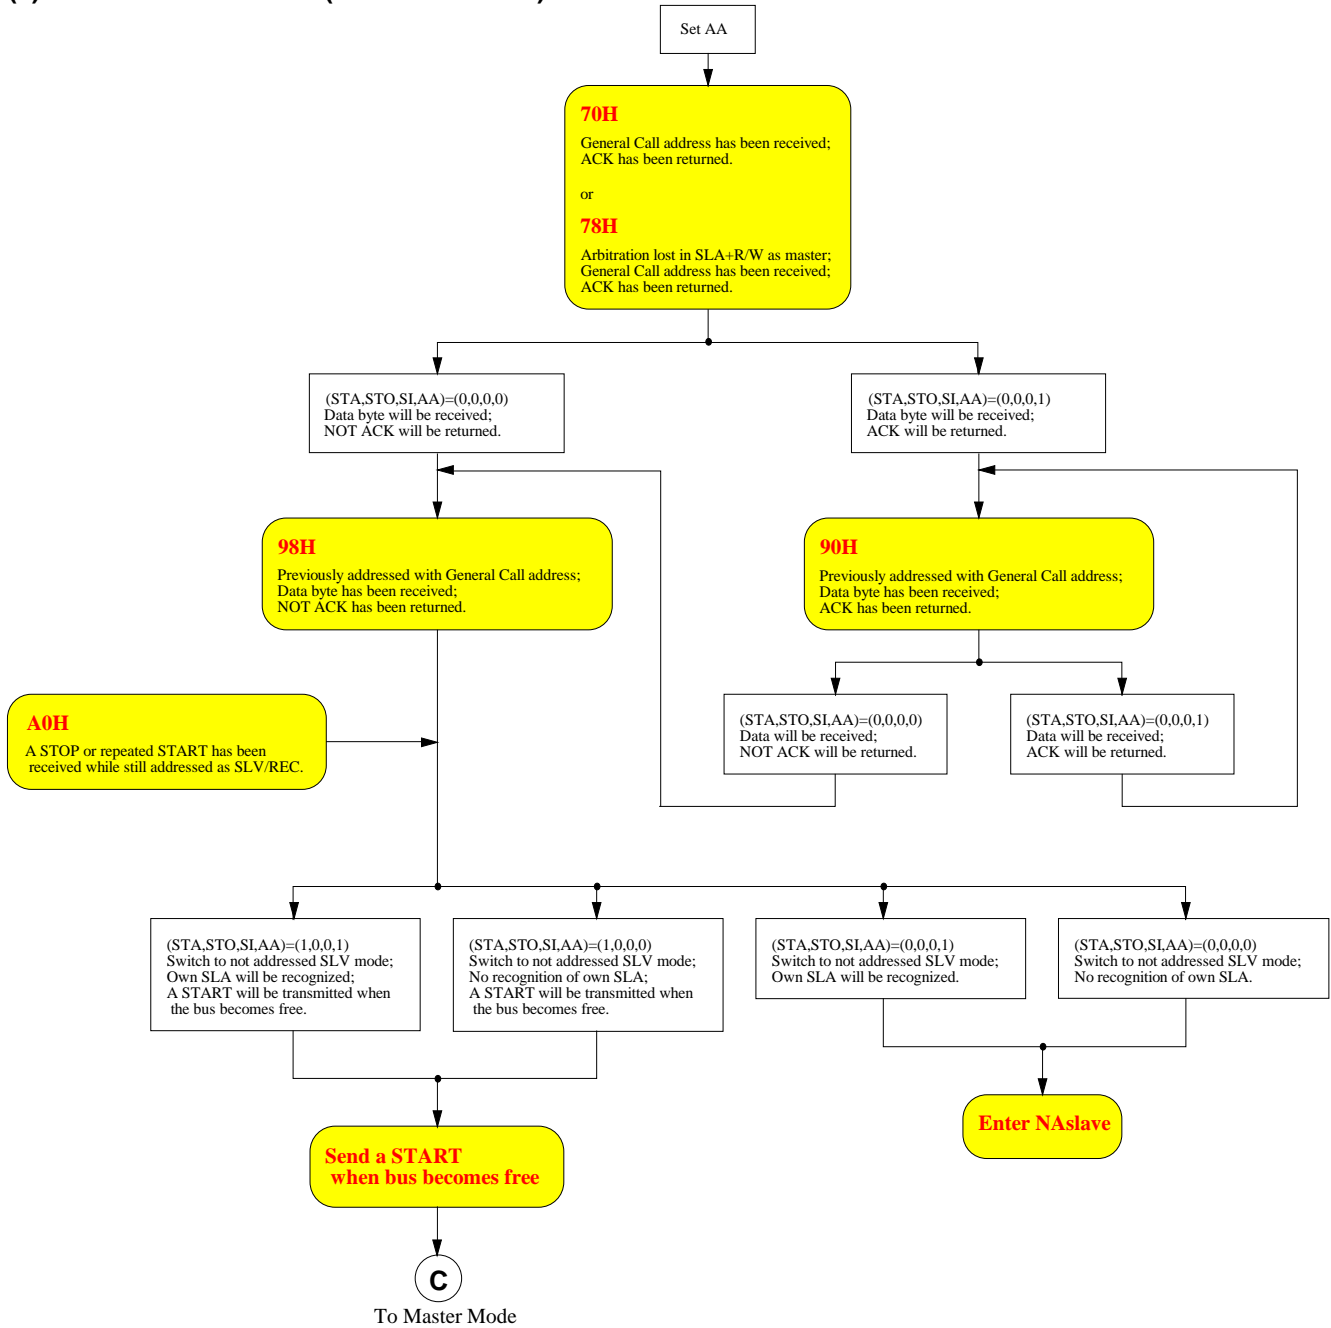 Set AA
70H
General Call address has been received;
ACK has been returned.
or
78H
Arbitration lost in SLA+R/W as master;
General Call address has been received;
ACK has been returned.
(STA,STO,SI,AA)=(0,0,0,0)
Data byte will be received;
NOT ACK will be returned.
(STA,STO,SI,AA)=(0,0,0,1)
Data byte will be received;
ACK will be returned.
98H
Previously addressed with General Call address;
Data byte has been received;
NOT ACK has been returned.
90H
Previously addressed with General Call address;
Data byte has been received;
ACK has been returned.
A0H
A STOP or repeated START has been
received while still addressed as SLV/REC.
(STA,STO,SI,AA)=(0,0,0,0)
Data will be received;
NOT ACK will be returned.
(STA,STO,SI,AA)=(0,0,0,1)
Data will be received;
ACK will be returned.
(STA,STO,SI,AA)=(1,0,0,1)
Switch to not addressed SLV mode;
Own SLA will be recognized;
A START will be transmitted when
the bus becomes free.
(STA,STO,SI,AA)=(1,0,0,0)
Switch to not addressed SLV mode;
No recognition of own SLA;
A START will be transmitted when
the bus becomes free.
(STA,STO,SI,AA)=(0,0,0,1)
Switch to not addressed SLV mode;
Own SLA will be recognized.
(STA,STO,SI,AA)=(0,0,0,0)
Switch to not addressed SLV mode;
No recognition of own SLA.
Enter NAslave
Send a START
when bus becomes free
C
To Master Mode